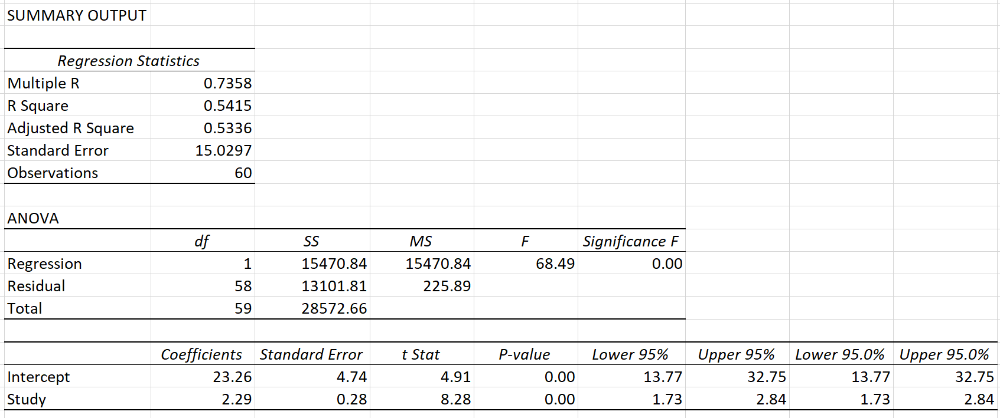 SUMMARY OUTPUT
Regression Statistics
Multiple R 0.7358
R Square 0.5415
Adjusted R Square 0.5336
Standard Error 15.0297
Observations 60
ANOVA
df SS MS F Significance F
Regression 1 15470.84 15470.84 68.49 0.00
Residual 58 13101.81 225.89
Total 59 28572.66
Coefficients Standard Error t Stat P-value Lower 95% Upper 95% Lower 95.0% Upper 95.0%
Intercept 23.26 4.74 4.91 0.00 13.77 32.75 13.77 32.75
Study 2.29 0.28 8.28 0.00 1.73 2.84 1.73 2.84